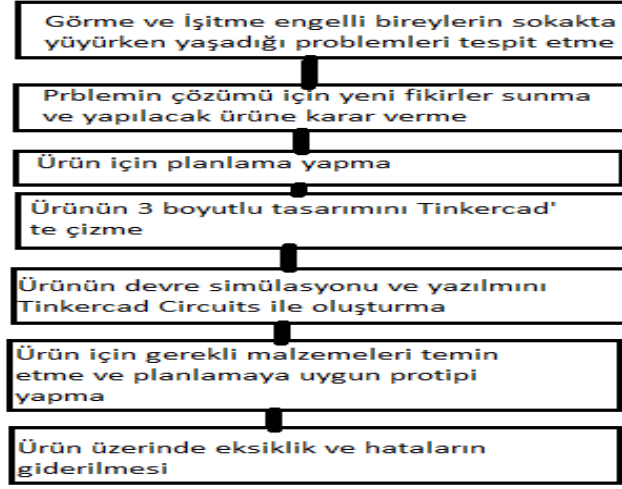 Görme ve İşitme engelli bireylerin sokakta
yüyürken yaşadığı problemleri tespit etme
Prblemin çözümü için yeni fikirler sunma
ve yapılacak ürüne karar verme
Ürün için planlama yapma
Ürünün 3 boyutlu tasarımını Tinkercad'
te çizme
Ürünün devre simülasyonu ve yazılmını
Tinkercad Circuits ile oluşturma
Ürün için gerekli malzemeleri temin
etme ve planlamaya uygun protipi
yapma
Ürün üzerinde eksiklik ve hataların
giderilmesi